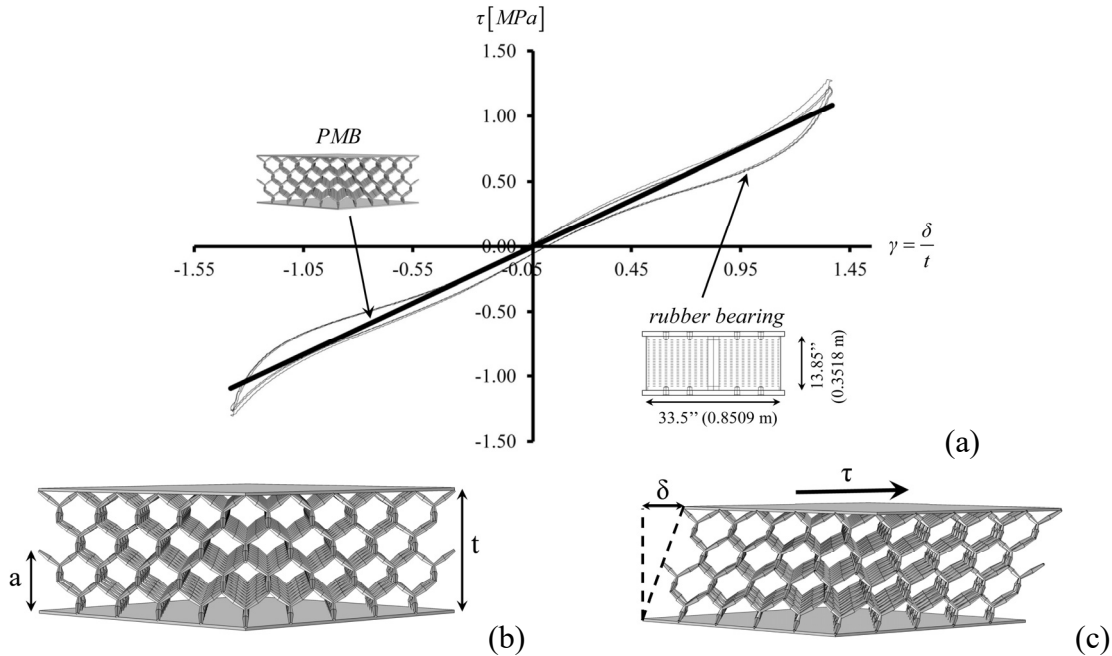 τ [MPa]
1.50
1.00
0.50
0.00
-0.50
-1.00
-1.50
-1.55
-1.05
-0.55
-0.05
0.45
0.95
1.45
γ = δ/t
PMB
rubber bearing
13.85’’
(0.3518 m)
33.5’’ (0.8509 m)
(a)
a
t
(b)
δ
τ
(c)